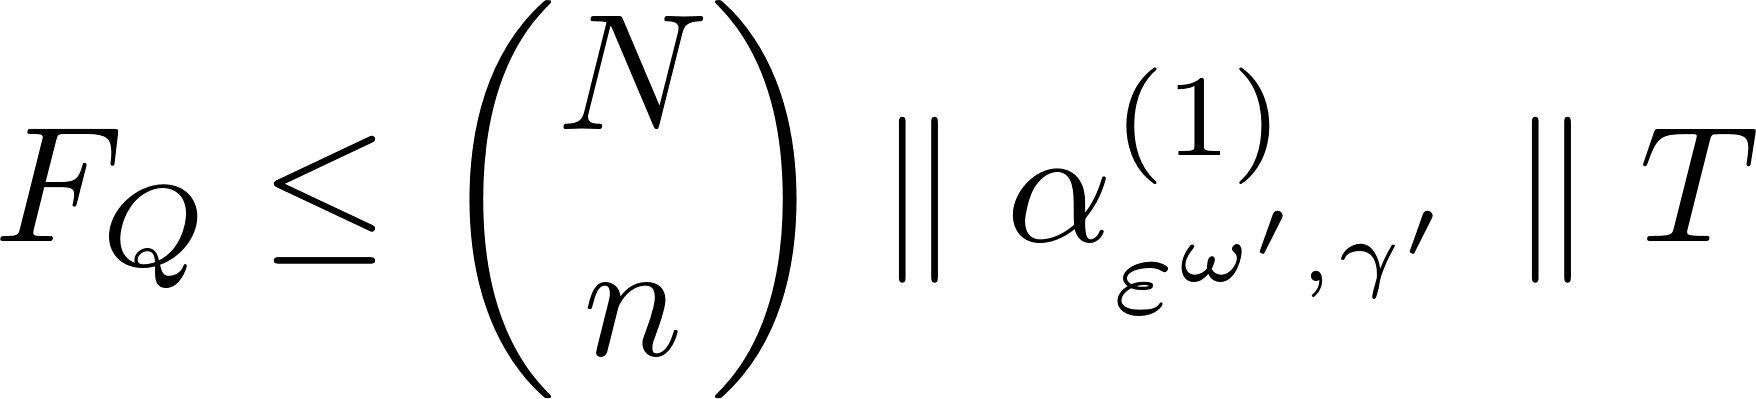 F_Q \leq \binom{N}{n} \parallel \alpha^{(1)}_{\varepsilon^{\omega'}, \gamma'} \parallel T